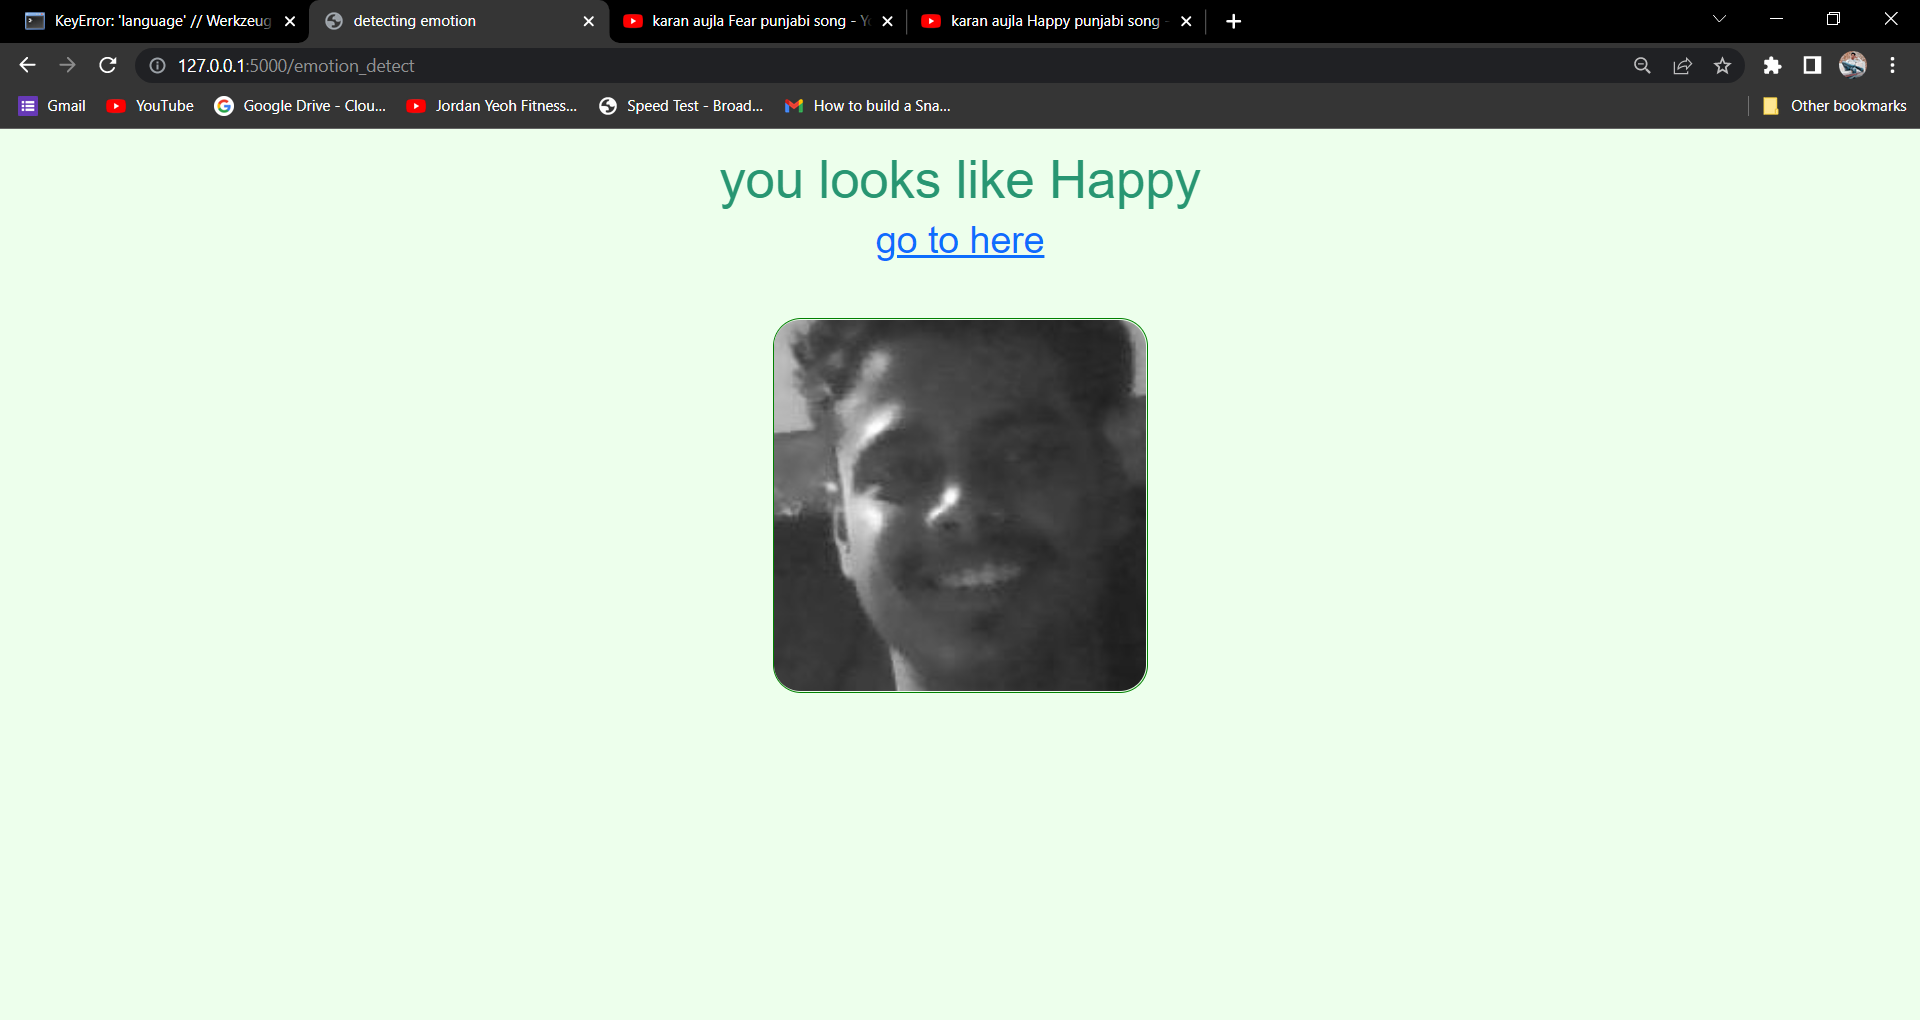 KeyError: 'language' // Werkzeug
detecting emotion
karan aujla Fear punjabi song - Yo
karan aujla Happy punjabi song -
127.0.0.1:5000/emotion_detect
Gmail
YouTube
Google Drive - Clou...
Jordan Yeoh Fitness...
Speed Test - Broad...
How to build a Sna...
Other bookmarks
you looks like Happy
go to here